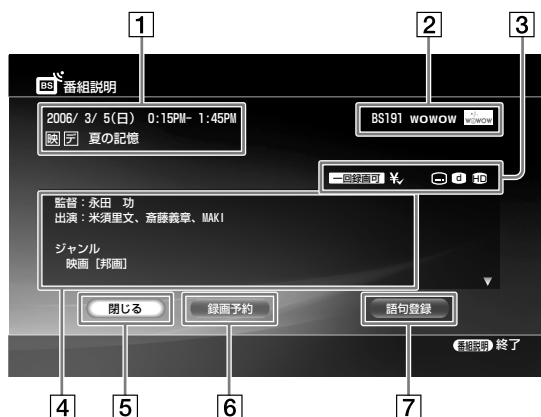 1 2 3
BS 番組説明
2006/ 3/ 5(日) 0:15PM- 1:45PM
BS191 wowow wowow
映 デ 夏の記憶
一回録画可 ¥ d HD
監督：永田 功
出演：米須里文、斎藤義章、MAKI
ジャンル
映画 [邦画]
▼
閉じる 録画予約 語句登録
番組説明 終了
4 5 6 7